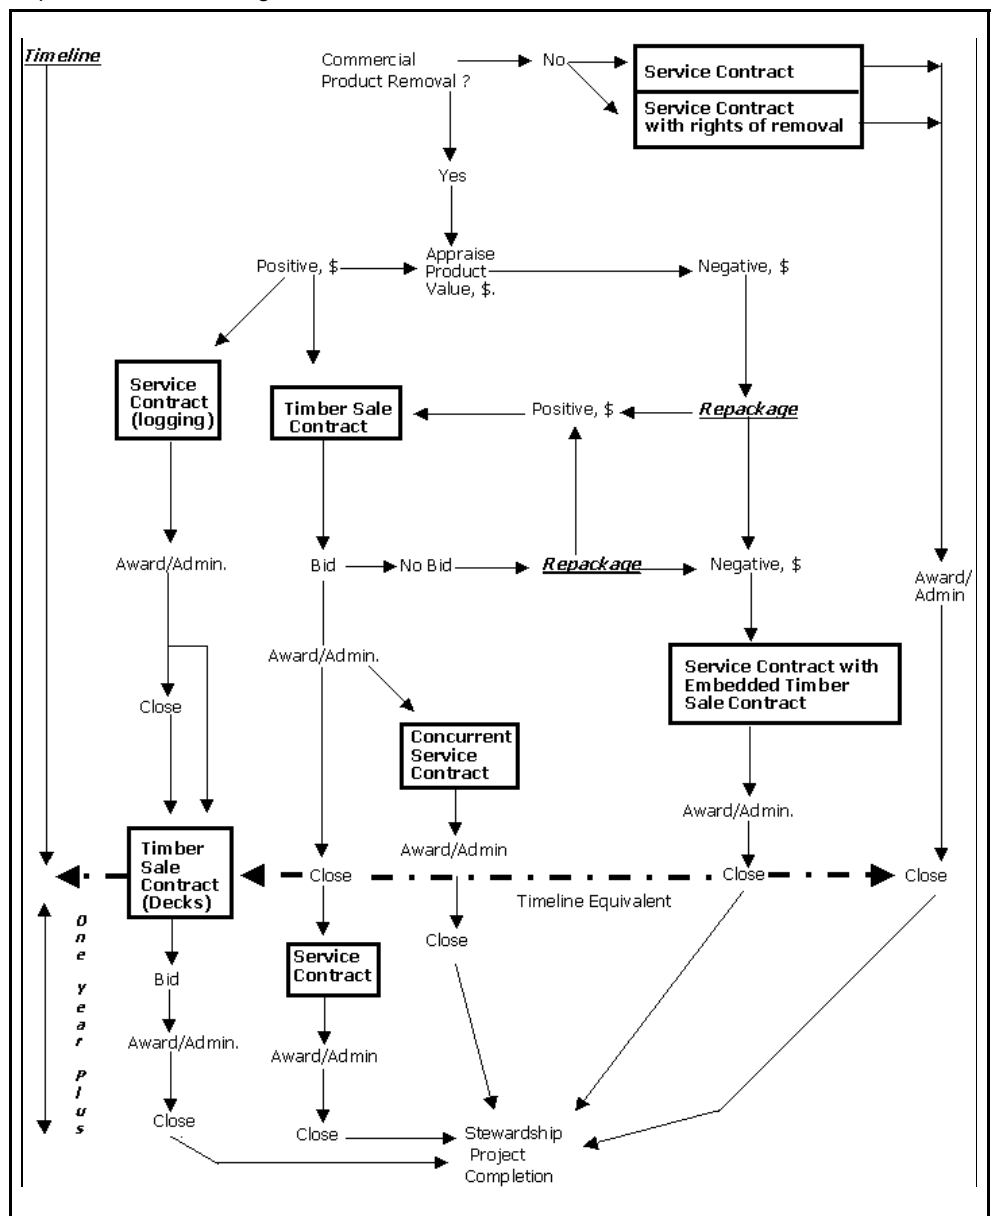 Timeline
Commercial
Product Removal ?
No
Service Contract
Service Contract
with rights of removal
Yes
Positive, $
Appraise
Product
Value, $.
Negative, $
Service
Contract
(logging)
Timber Sale
Contract
Positive, $
Repackage
Award/Admin.
Bid
No Bid
Repackage
Negative, $
Award/
Admin
Award/Admin.
Service Contract with
Embedded Timber
Sale Contract
Close
Concurrent
Service
Contract
Award/Admin.
Timber
Sale
Contract
(Decks)
Award/Admin
Close
Close
Close
Timeline Equivalent
One year Plus
Close
Service
Contract
Bid
Award/Admin.
Award/Admin
Close
Close
Stewardship
Project
Completion